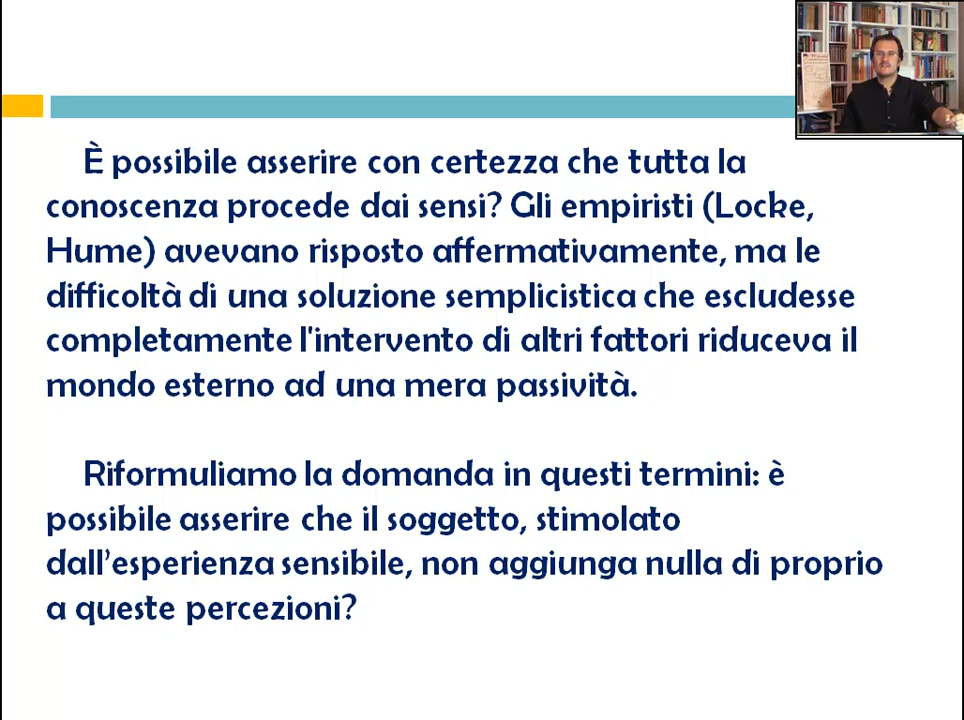 È possibile asserire con certezza che tutta la
conoscenza procede dai sensi? Gli empiristi (Locke,
Hume) avevano risposto affermativamente, ma le
difficoltà di una soluzione semplicistica che escludesse
completamente l'intervento di altri fattori riduceva il
mondo esterno ad una mera passività.
Riformuliamo la domanda in questi termini: è
possibile asserire che il soggetto, stimolato
dall’esperienza sensibile, non aggiunga nulla di proprio
a queste percezioni?